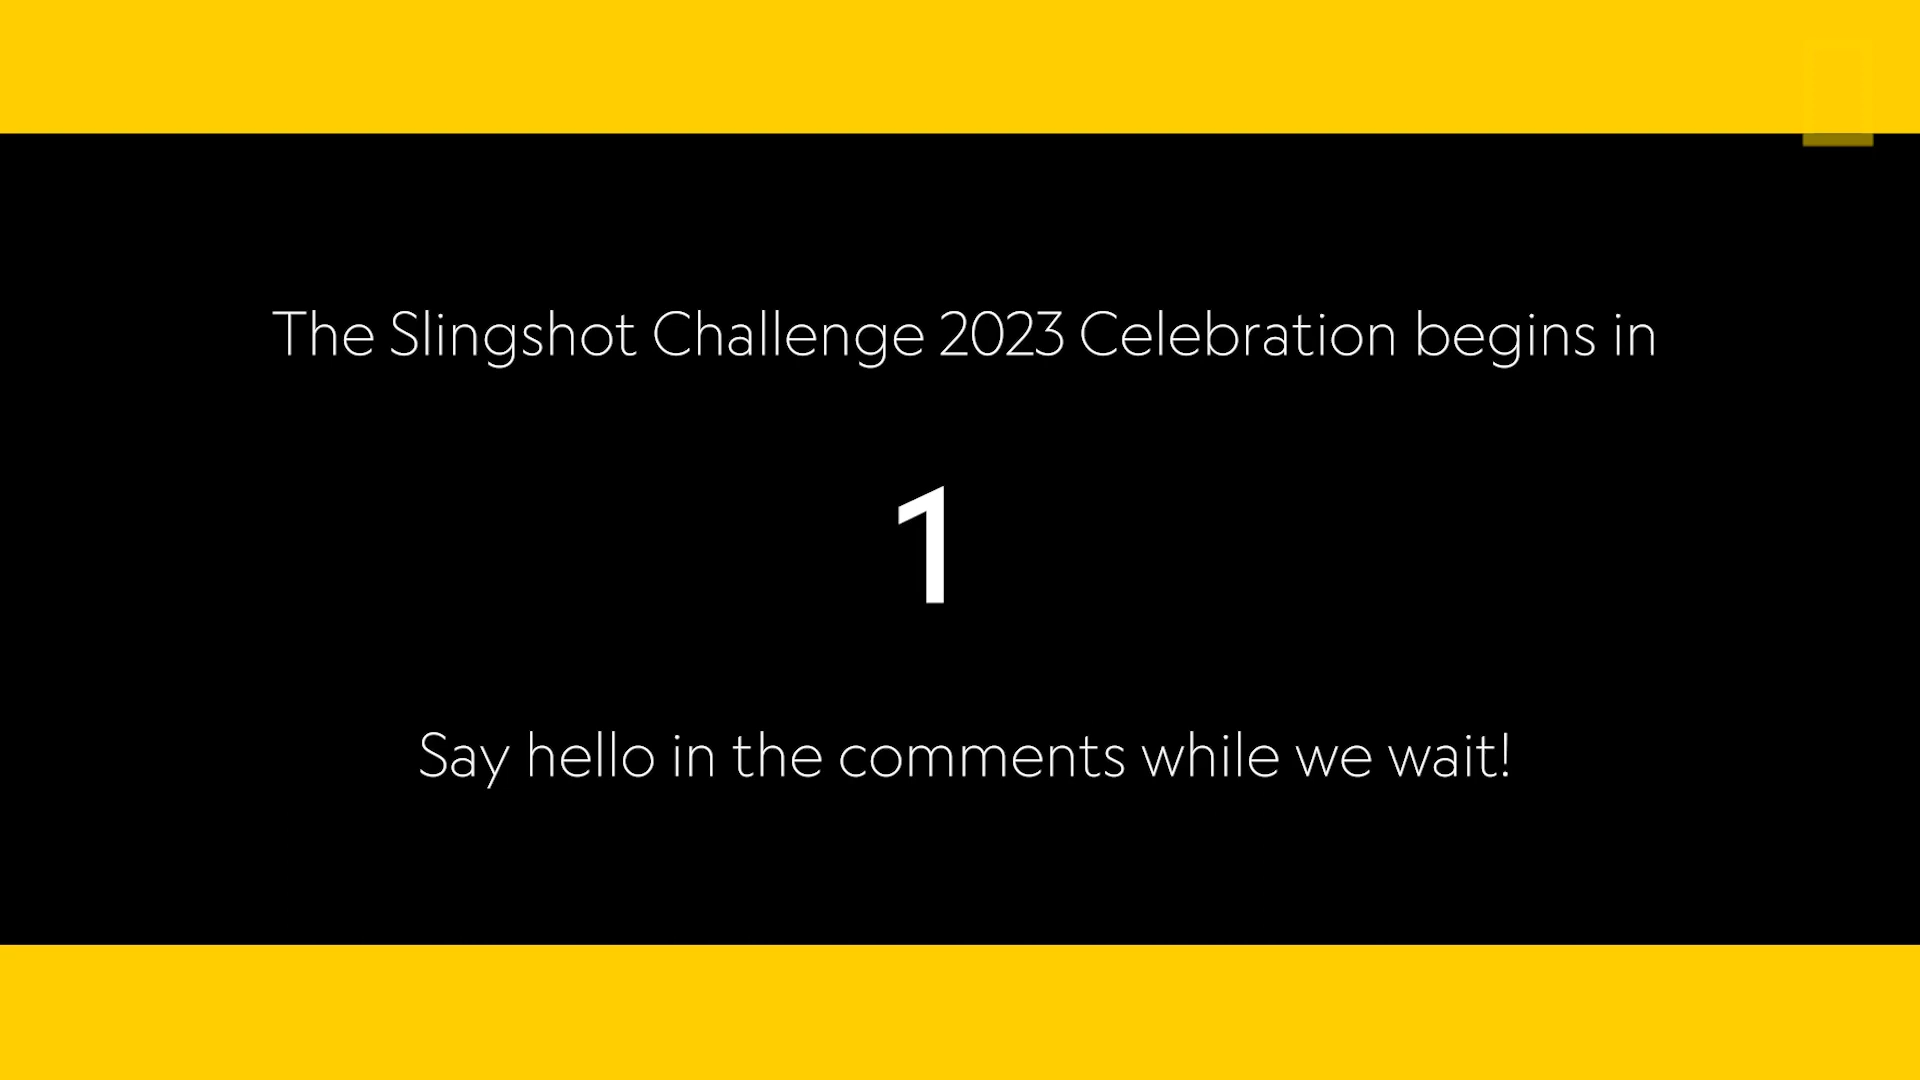 The Slingshot Challenge 2023 Celebration begins in
1
Say hello in the comments while we wait!